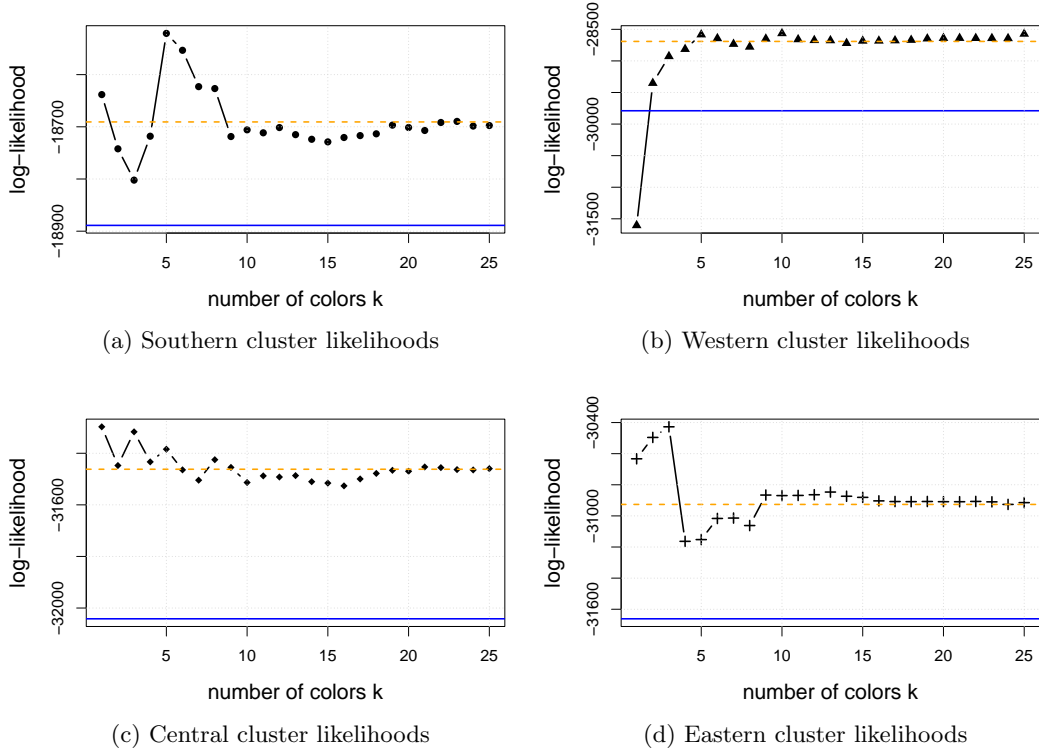 log−likelihood
−18900
−18700
5
10
15
20
25
number of colors k
(a) Southern cluster likelihoods
log−likelihood
−31500
−30000
−28500
5
10
15
20
25
number of colors k
(b) Western cluster likelihoods
log−likelihood
−32000
−31600
5
10
15
20
25
number of colors k
(c) Central cluster likelihoods
log−likelihood
−31600
−31000
−30400
5
10
15
20
25
number of colors k
(d) Eastern cluster likelihoods